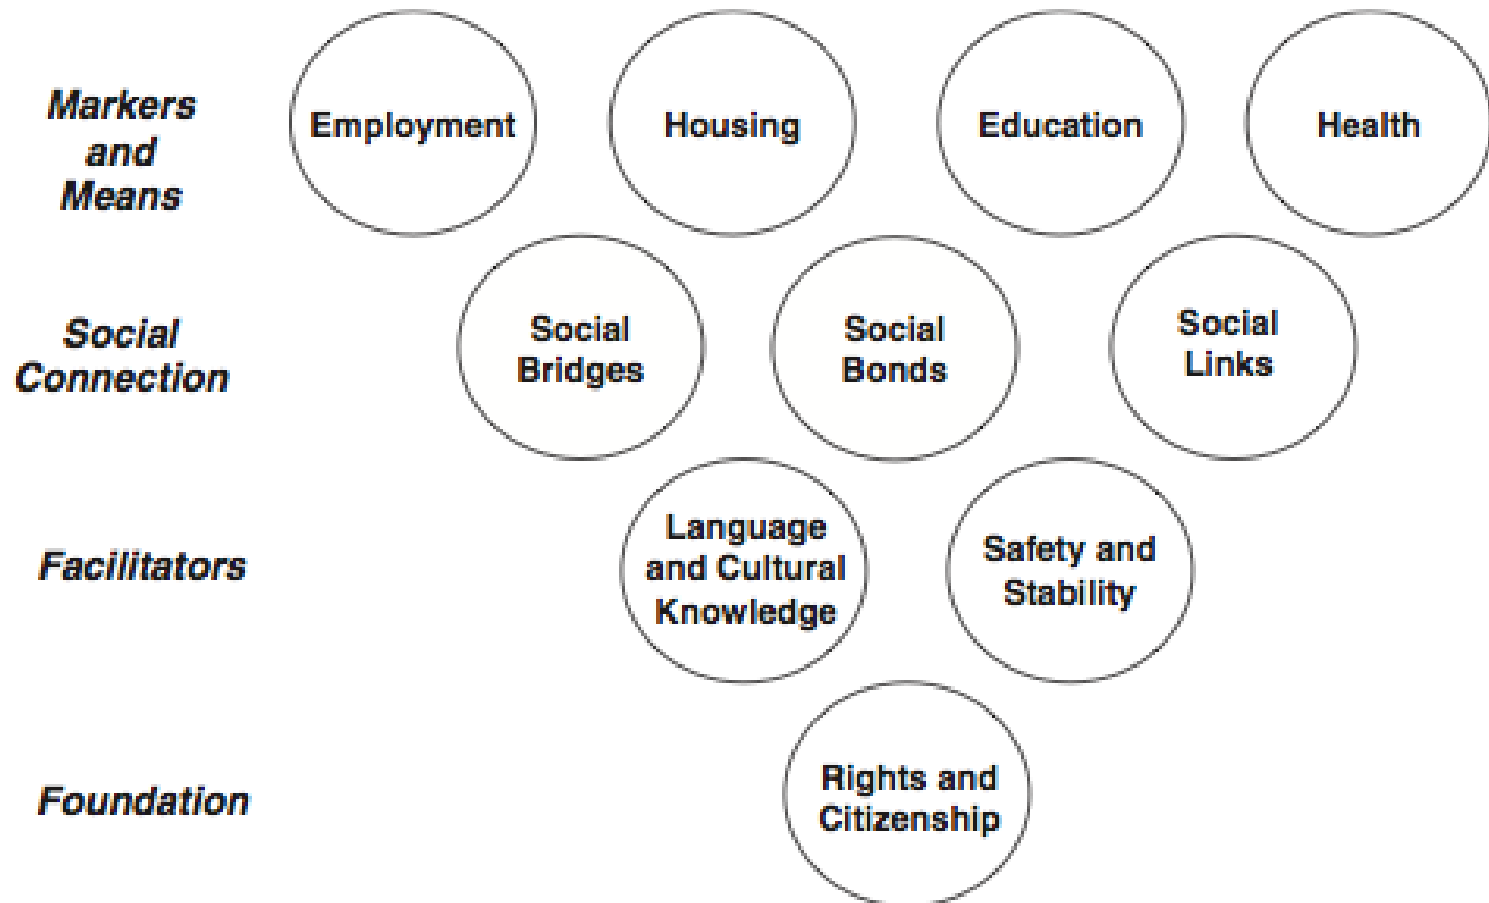 Markers
and
Means
Employment
Housing
Education
Health
Social
Connection
Social
Bridges
Social
Bonds
Social
Links
Facilitators
Language
and Cultural
Knowledge
Safety and
Stability
Foundation
Rights and
Citizenship